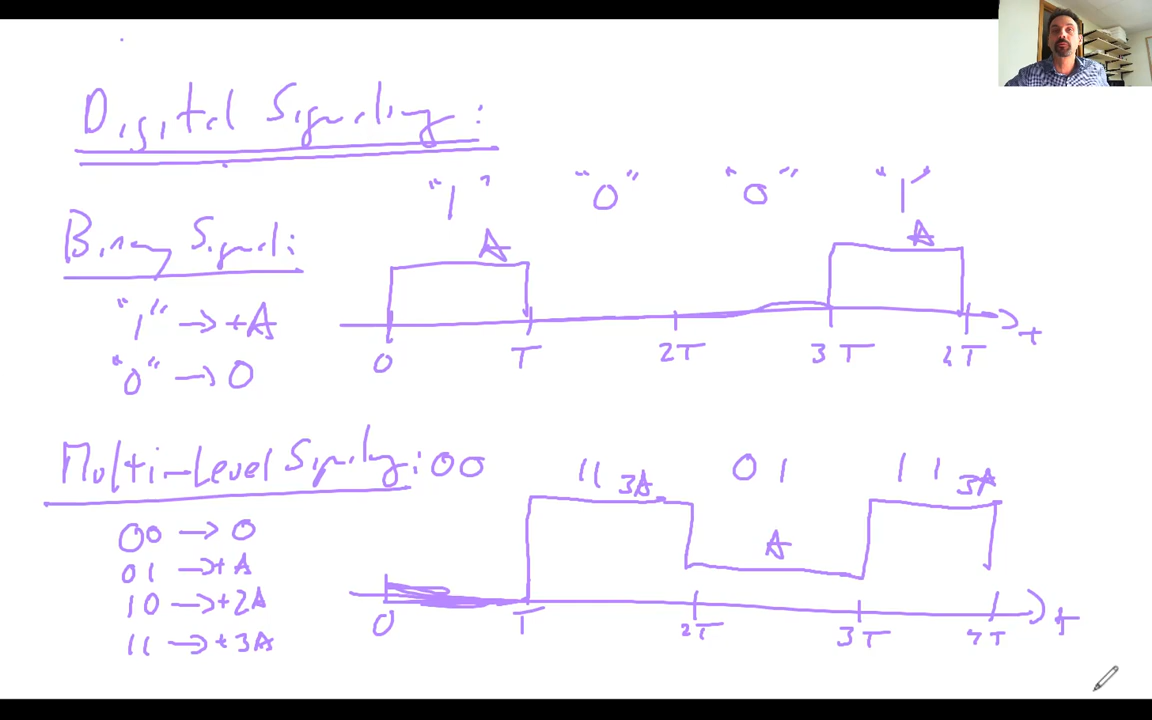 Digital Signaling:
"1" "0" "0" "1"
Binary Signal:
A A
"1" → +A
"0" → 0
0 T 2T 3T 4T t
Multi-Level Signaling: 00 11 01 11
3A A 3A
00 → 0
01 → +A
10 → +2A
11 → +3A
0 T 2T 3T 4T t